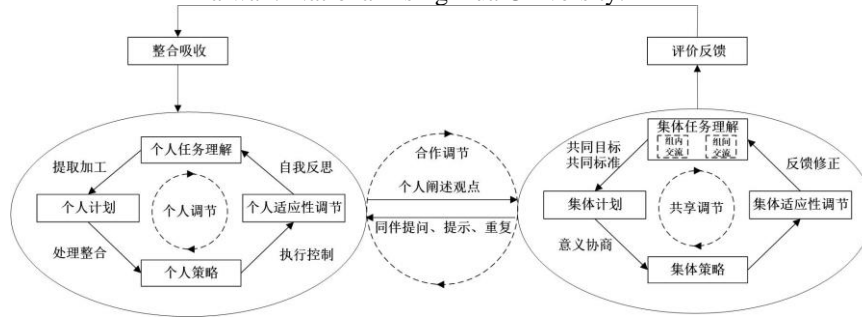 Taiwan: National Tsing Hua University.
整合吸收
评价反馈
个人任务理解
提取加工
自我反思
个人计划
个人调节
个人适应性调节
处理整合
执行控制
个人策略
合作调节
个人阐述观点
同伴提问、提示、重复
集体任务理解
组内
交流
组间
交流
共同目标
共同标准
反馈修正
集体计划
共享调节
集体适应性调节
意义协商
集体策略